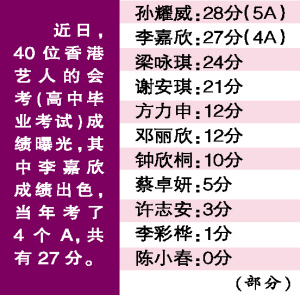 近日，
40位香港
艺人的会
考(高中毕
业考试)成
绩曝光，其
中李嘉欣
成绩出色，
当年考了
4个A，共
有27分。
孙耀威：28分(5A)
李嘉欣：27分(4A)
梁咏琪：24分
谢安琪：21分
方力申：12分
邓丽欣：12分
钟欣桐：10分
蔡卓妍：5分
许志安：3分
李彩桦：1分
陈小春：0分
(部分)